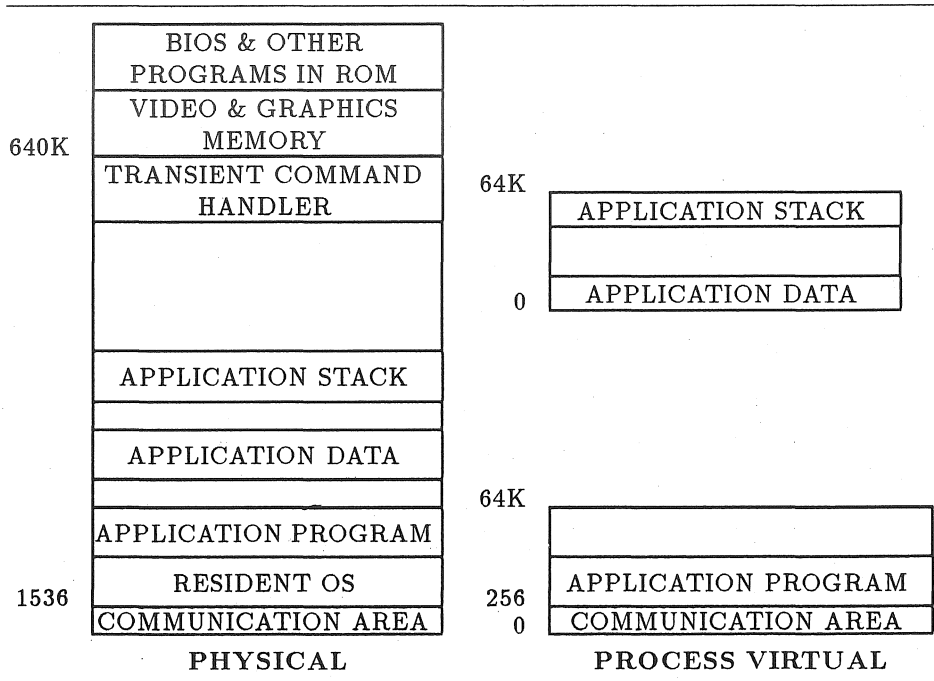 BIOS & OTHER
PROGRAMS IN ROM
VIDEO & GRAPHICS
MEMORY
640K
TRANSIENT COMMAND
HANDLER
APPLICATION STACK
APPLICATION DATA
APPLICATION PROGRAM
RESIDENT OS
1536
COMMUNICATION AREA
PHYSICAL
64K
APPLICATION STACK
APPLICATION DATA
0
64K
APPLICATION PROGRAM
256
COMMUNICATION AREA
0
PROCESS VIRTUAL